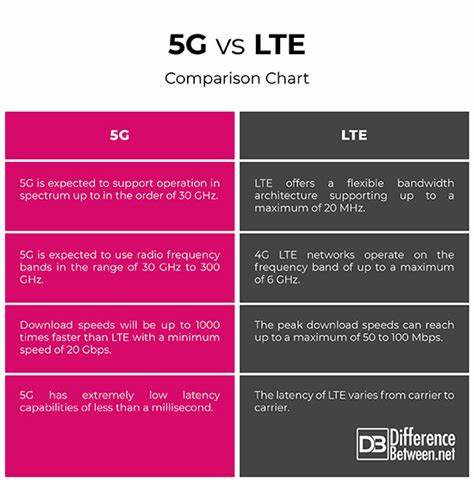 5G vs LTE
Comparison Chart
5G
LTE
5G is expected to support operation in
spectrum up to in the order of 30 GHz.
LTE offers a flexible bandwidth
architecture supporting up to a
maximum of 20 MHz.
5G is expected to use radio frequency
bands in the range of 30 GHz to 300
GHz.
4G LTE networks operate on the
frequency band of up to a maximum
of 6 GHz.
Download speeds will be up to 1000
times faster than LTE with a minimum
speed of 20 Gbps.
The peak download speeds can reach
up to a maximum of 50 to 100 Mbps.
5G has extremely low latency
capabilities of less than a millisecond.
The latency of LTE varies from carrier to
carrier.
DB Difference
Between.net